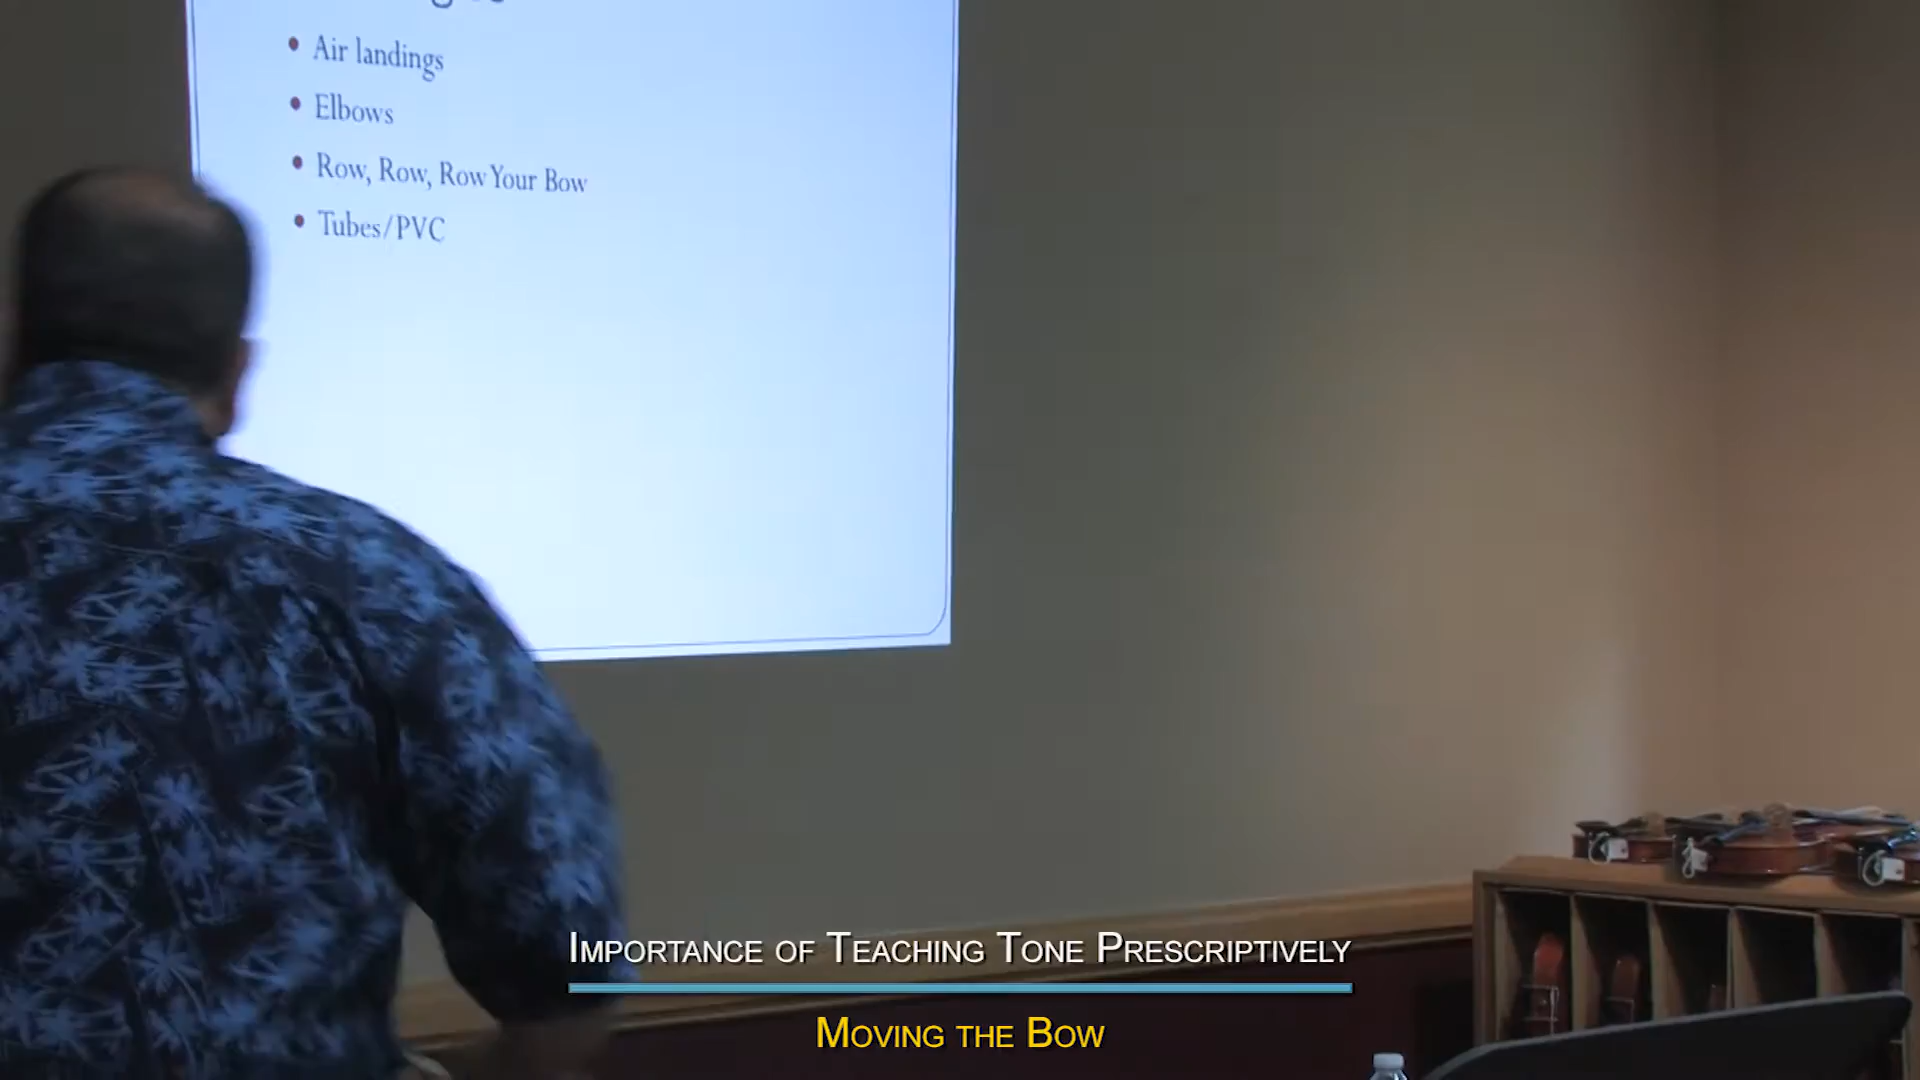 • Air landings
• Elbows
• Row, Row, Row Your Bow
• Tubes/PVC
Importance of Teaching Tone Prescriptively
Moving the Bow